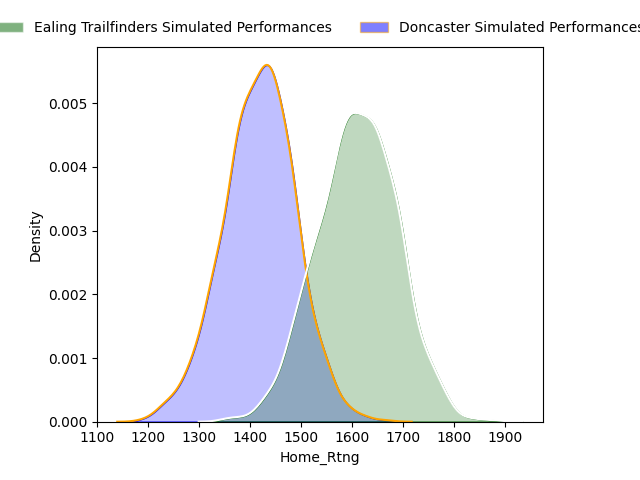 Ealing Trailfinders Simulated Performances
Doncaster Simulated Performances
0.005
0.004
0.003
0.002
0.001
0.000
Density
1100 1200 1300 1400 1500 1600 1700 1800 1900
Home_Rtng